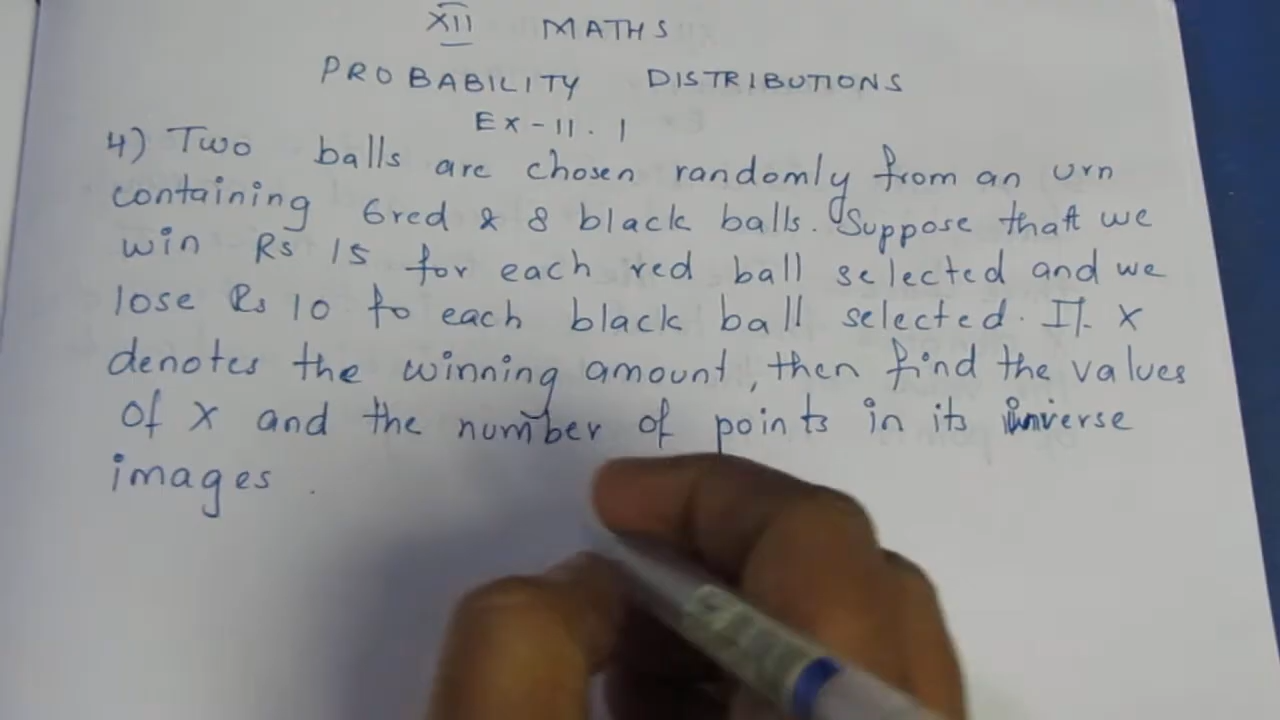 XII MATHS
PROBABILITY DISTRIBUTIONS
Ex-11.1
4) Two balls are chosen randomly from an urn
containing 6 red & 8 black balls. Suppose that we
win Rs 15 for each red ball selected and we
lose Rs 10 fo each black ball selected. If X
denotes the winning amount, then find the values
of X and the number of points in its inverse
images.